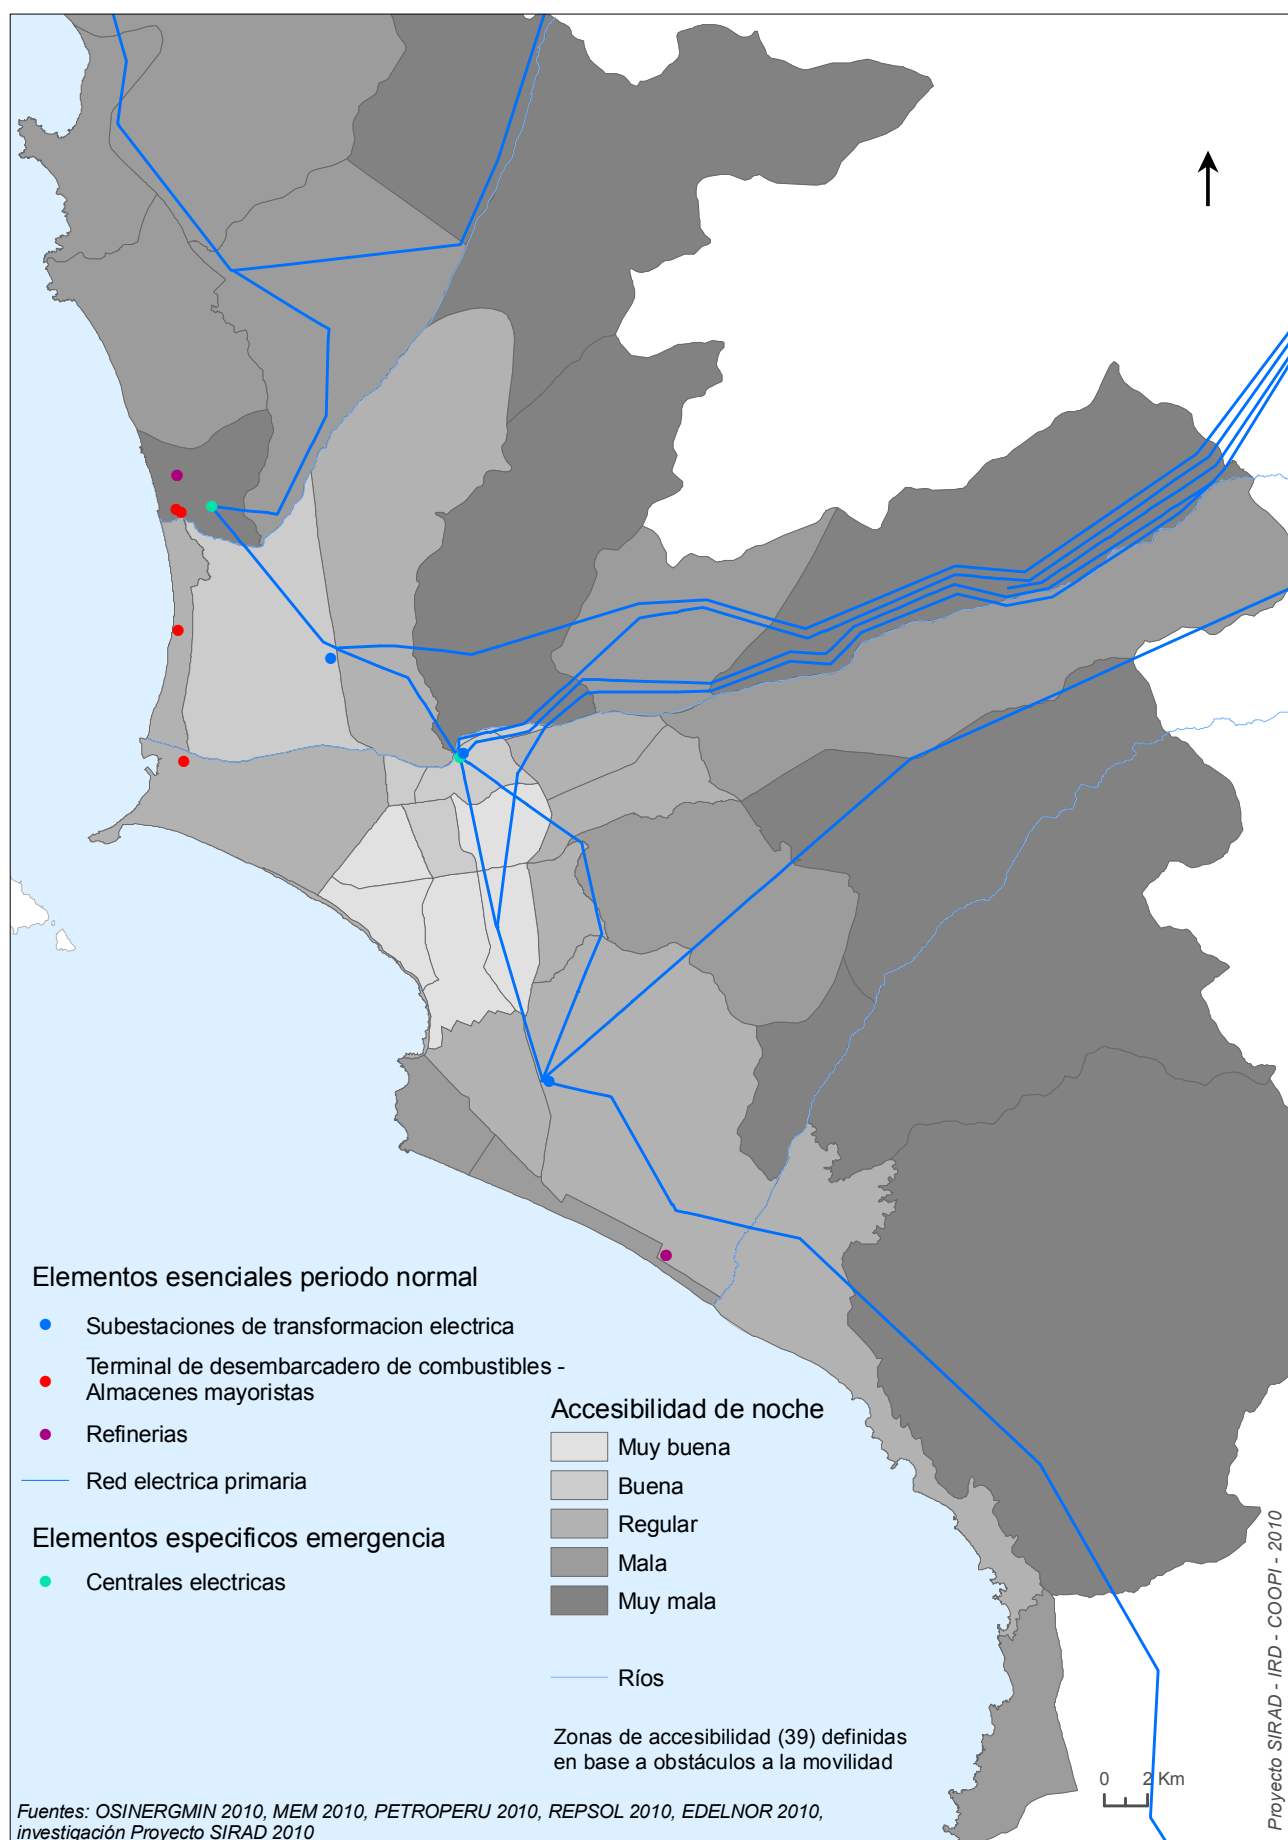 Elementos esenciales periodo normal
Subestaciones de transformacion electrica
Terminal de desembarcadero de combustibles -
Almacenes mayoristas
Refinerias
Red electrica primaria
Elementos especificos emergencia
Centrales electricas
Accesibilidad de noche
Muy buena
Buena
Regular
Mala
Muy mala
Ríos
Zonas de accesibilidad (39) definidas
en base a obstáculos a la movilidad
0 2 Km
Proyecto SIRAD - IRD - COOPI - 2010
Fuentes: OSINERGMIN 2010, MEM 2010, PETROPERU 2010, REPSOL 2010, EDELNOR 2010,
investigación Proyecto SIRAD 2010